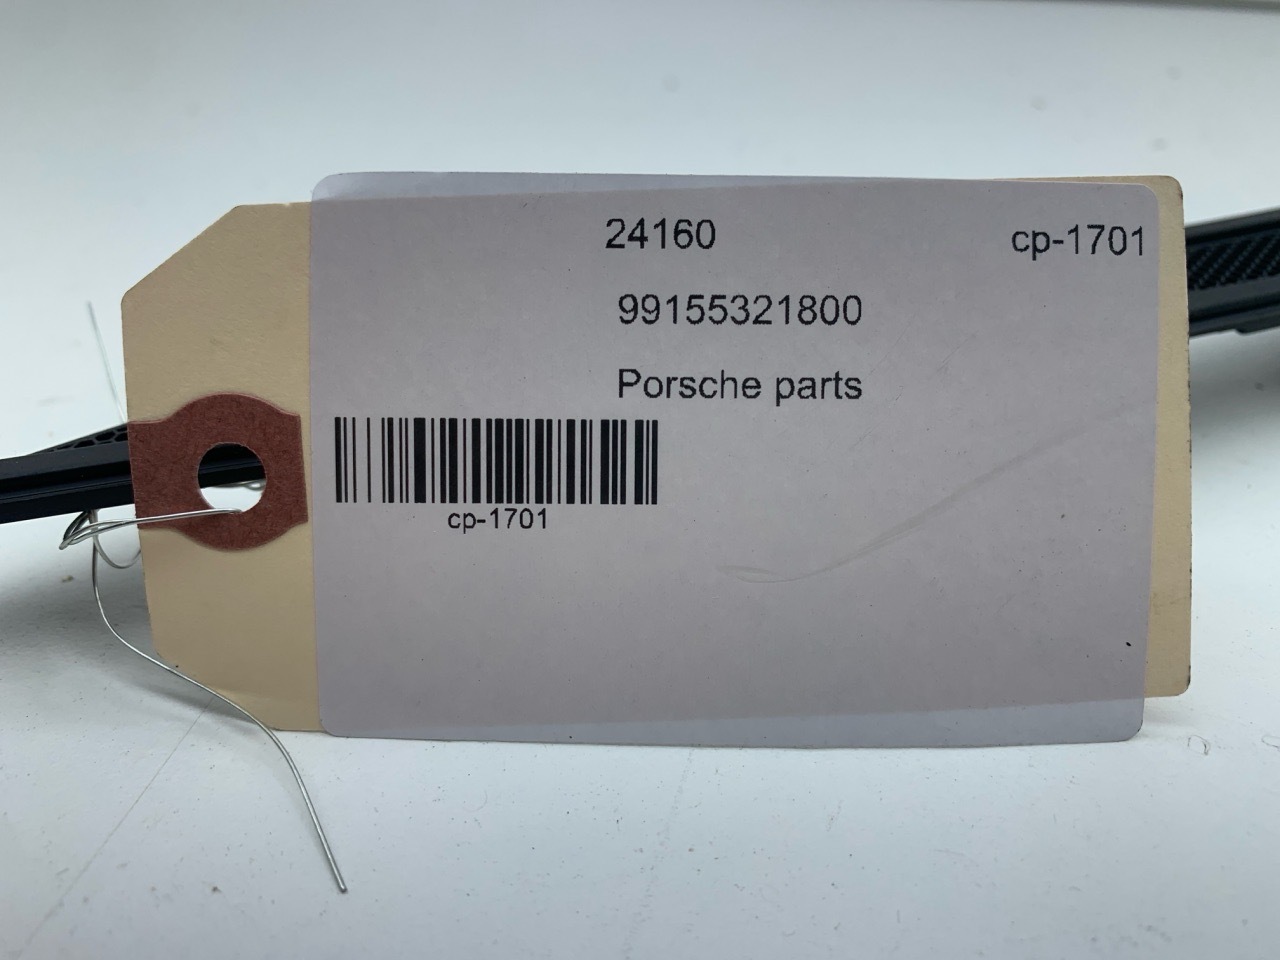 24160 cp-1701
99155321800
Porsche parts
cp-1701